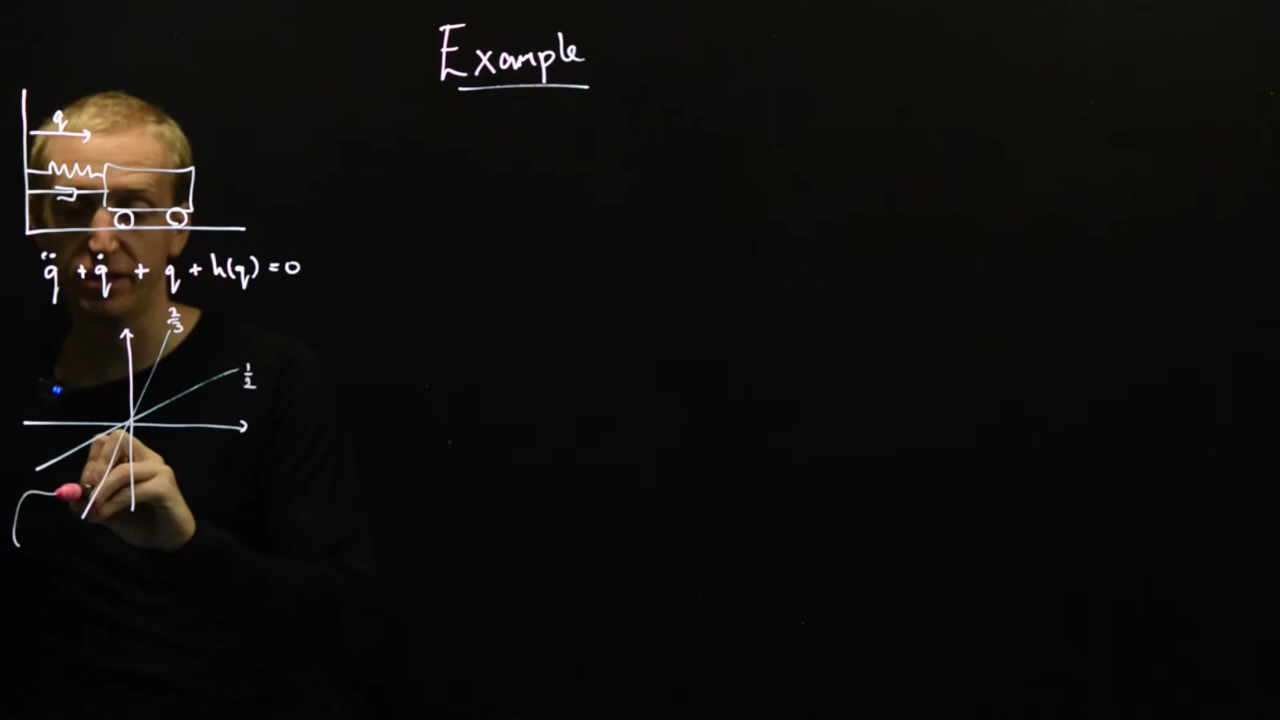 Example
q
q̈ + q̇ + q + h(q) = 0
2/3
1/2